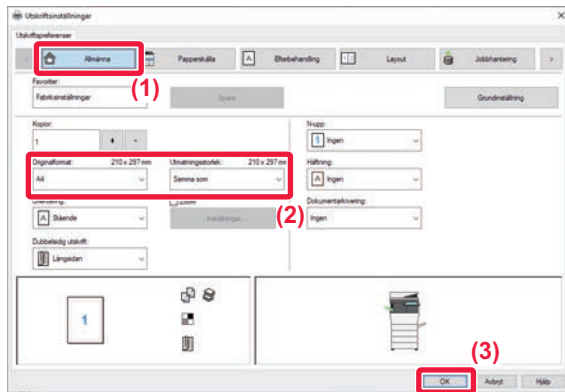 Utskriftsinställningar
Utskriftspreferenser
Allmänna Papperskälla Efterbehandling Layout Jobbhantering
(1)
Favoriter:
Fabriksinställningar Spara Grundinställning
Kopior: N-upp:
1 Ingen
Originalformat: 210 x 297 mm Utmatningsstorlek: 210 x 297 mm Häftning:
A4 Samma som Ingen
(2)
Orientering: Zoom Dokumentarkivering:
Stående Inställningar... Ingen
Dubbelsidig utskrift:
Långsidan
1
(3)
OK Avbryt Hjälp